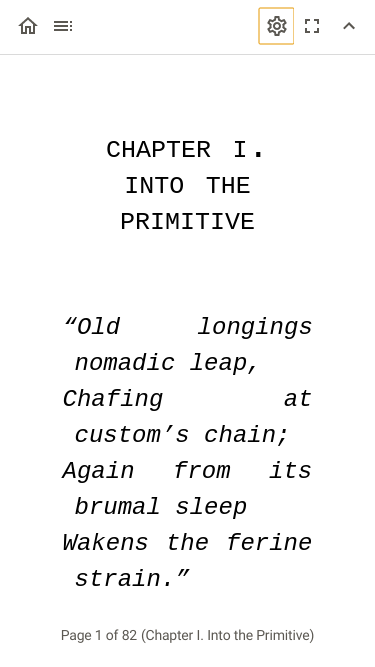 CHAPTER I.
INTO THE
PRIMITIVE
“Old longings
nomadic leap,
Chafing at
custom’s chain;
Again from its
brumal sleep
Wakens the ferine
strain.”
Page 1 of 82 (Chapter I. Into the Primitive)